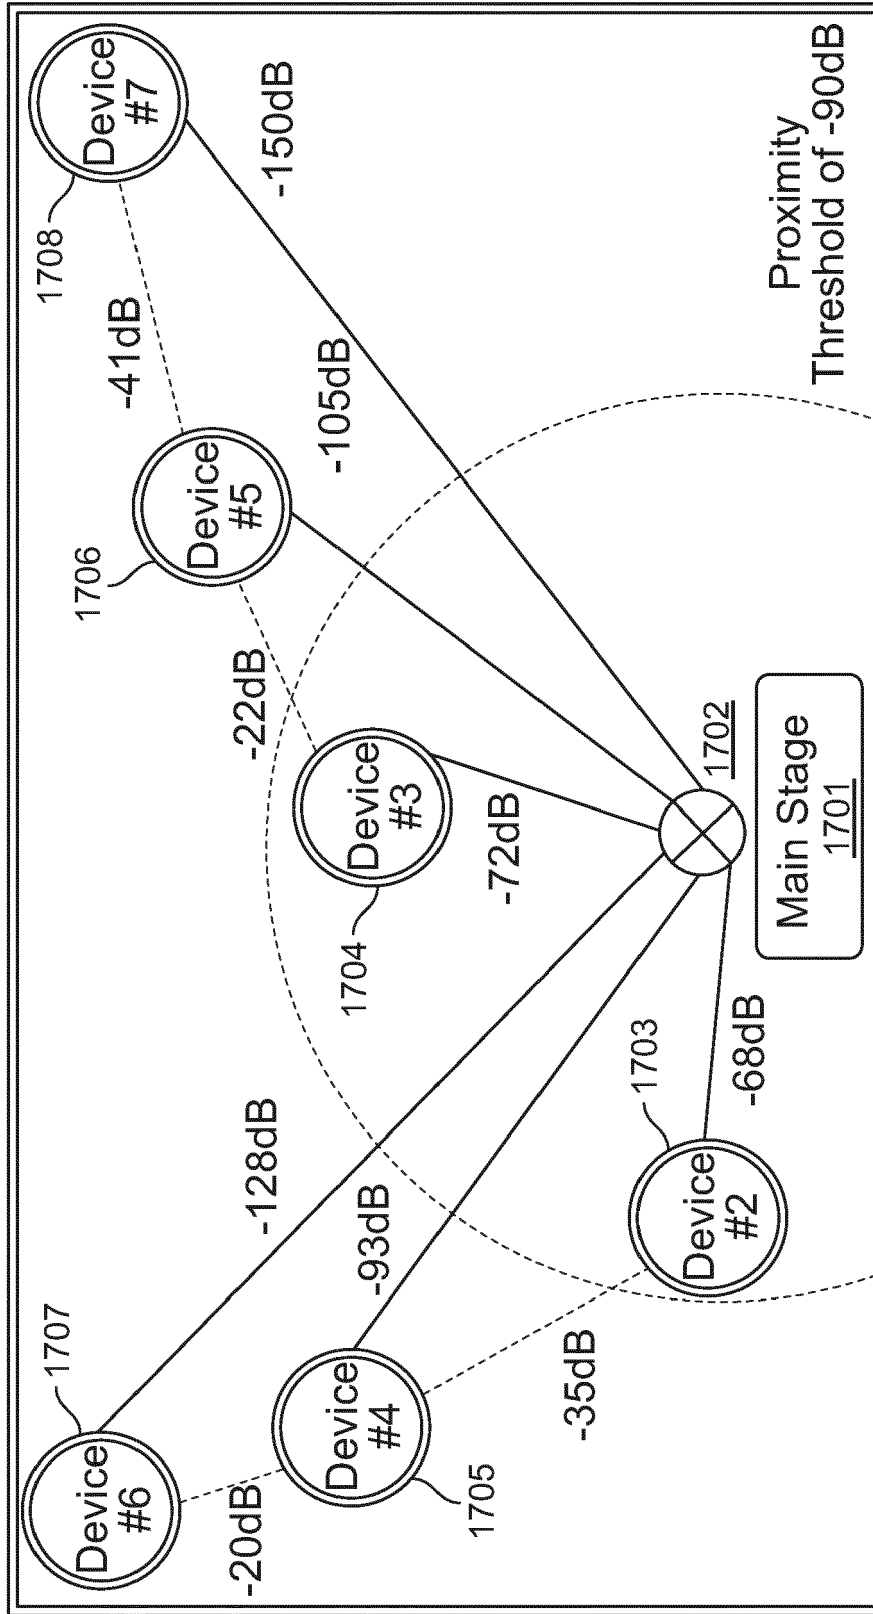 1707
Device
#6
-20dB
Device
#4
1705
-128dB
-93dB
-35dB
1703
Device
#2
-68dB
1704
Device
#3
-72dB
-22dB
1706
Device
#5
-41dB
1708
Device
#7
-105dB
-150dB
1702
Main Stage
1701
Proximity
Threshold of -90dB